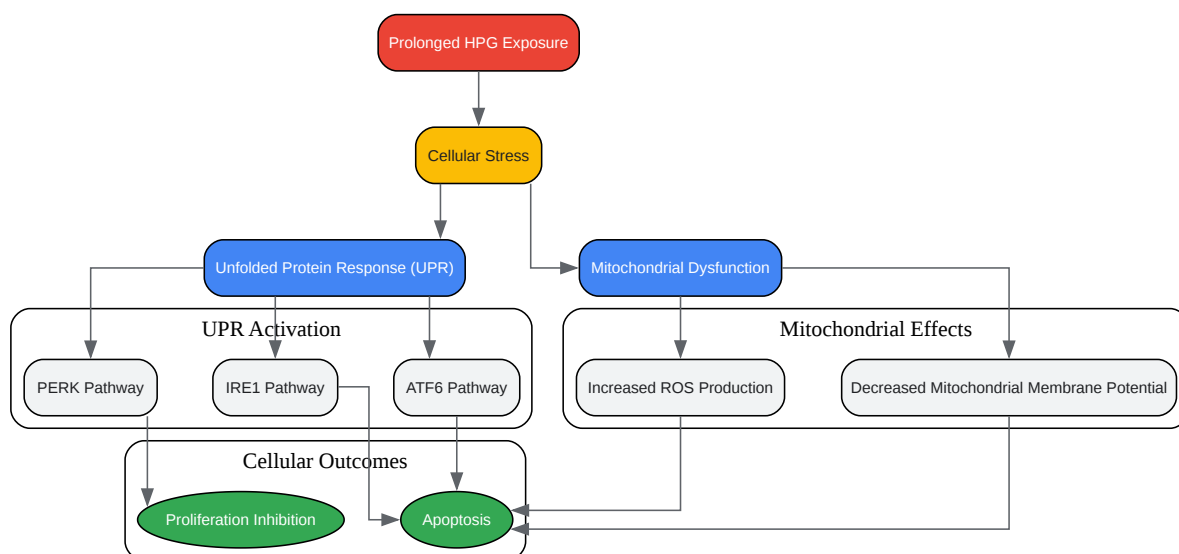 Prolonged HPG Exposure
Cellular Stress
Unfolded Protein Response (UPR)
Mitochondrial Dysfunction
UPR Activation
Mitochondrial Effects
PERK Pathway
IRE1 Pathway
ATF6 Pathway
Increased ROS Production
Decreased Mitochondrial Membrane Potential
Cellular Outcomes
Proliferation Inhibition
Apoptosis